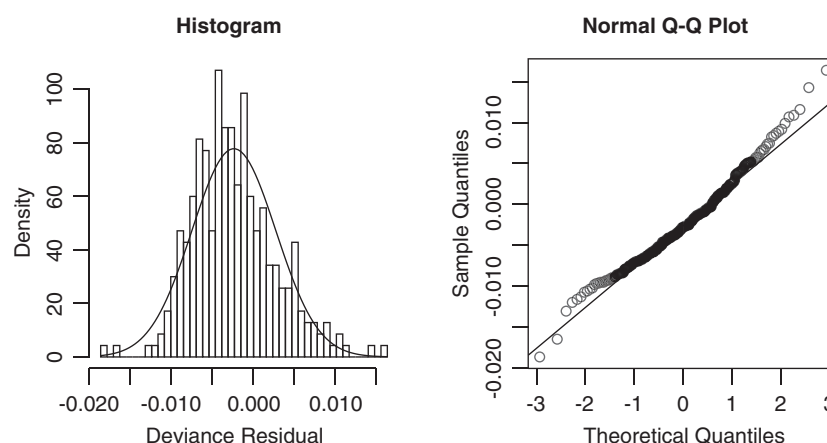 Histogram
Density
0 20 40 60 80 100
-0.020 -0.010 0.000 0.010
Deviance Residual
Normal Q-Q Plot
Sample Quantiles
-0.020 -0.010 0.000 0.010
-3 -2 -1 0 1 2 3
Theoretical Quantiles